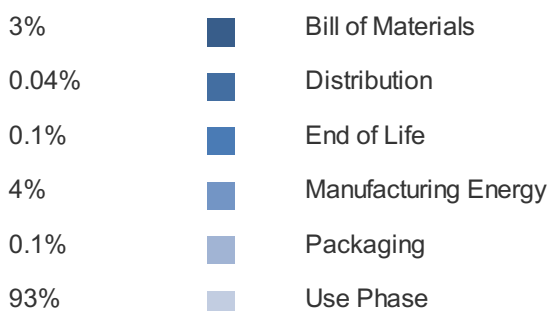 3% Bill of Materials
0.04% Distribution
0.1% End of Life
4% Manufacturing Energy
0.1% Packaging
93% Use Phase